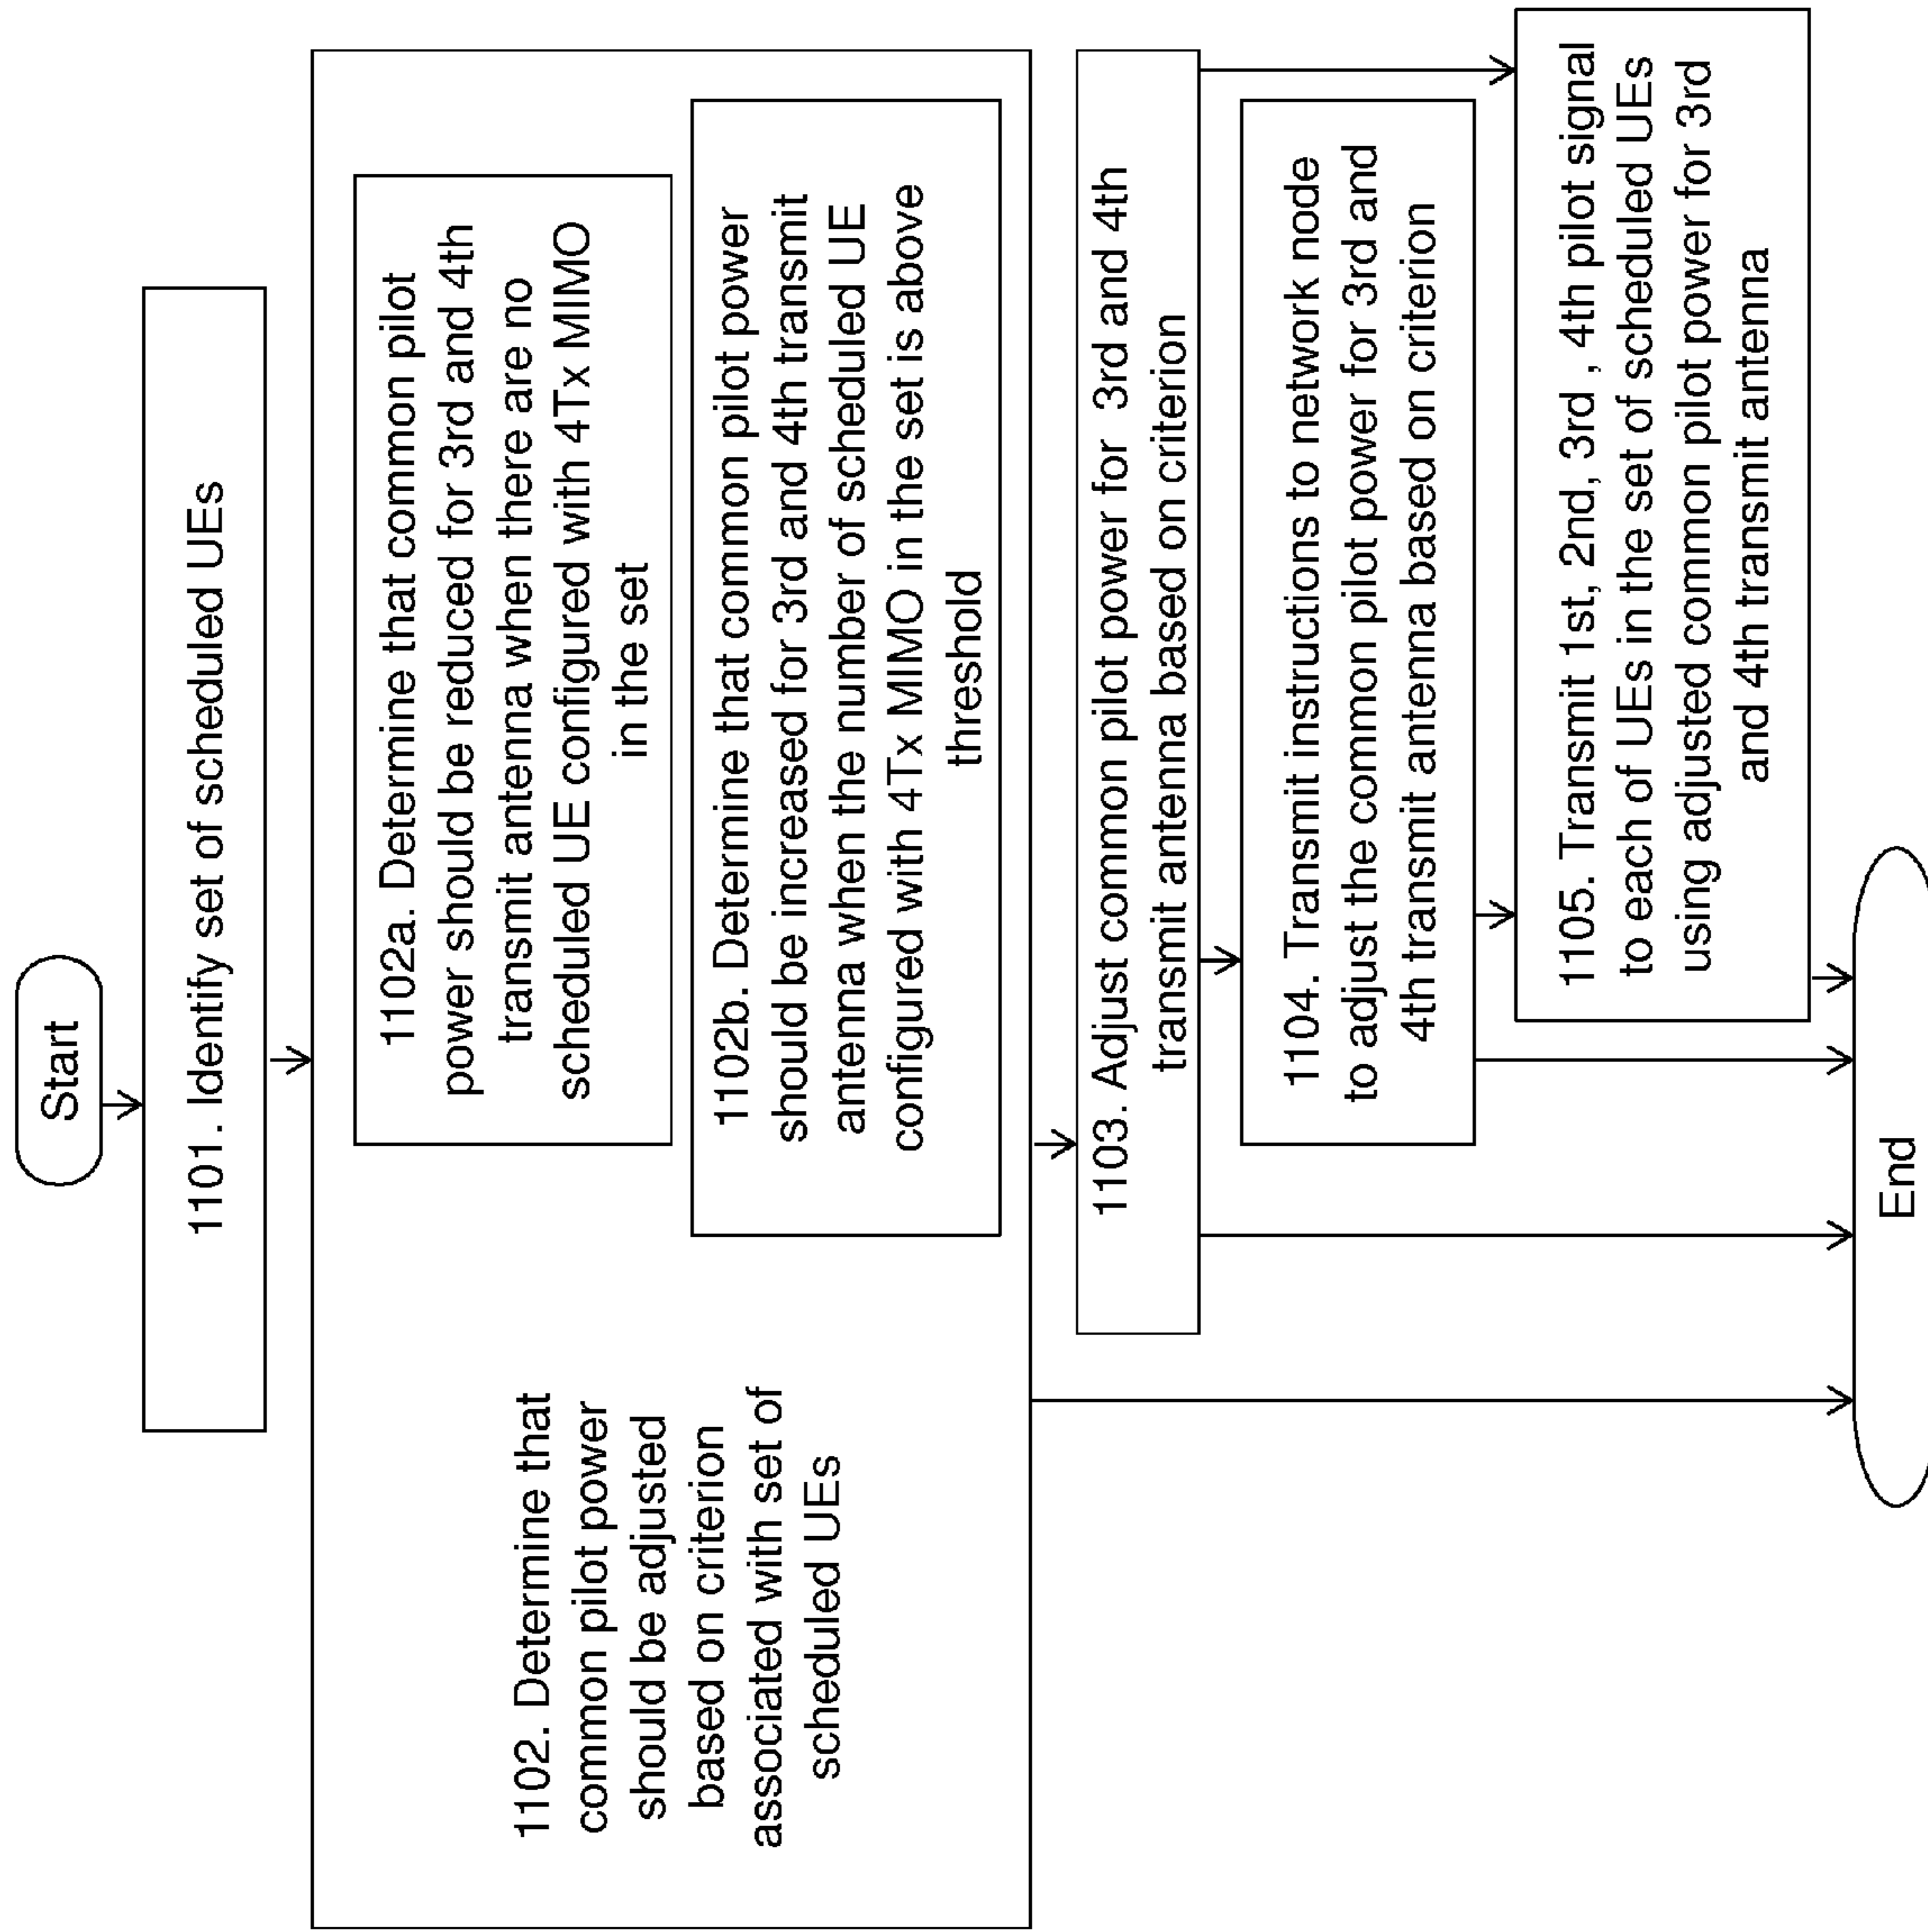 Start
1101. Identify set of scheduled UEs
1102. Determine that
common pilot power
should be adjusted
based on criterion
associated with set of
scheduled UEs
1102a. Determine that common pilot
power should be reduced for 3rd and 4th
transmit antenna when there are no
scheduled UE configured with 4Tx MIMO
in the set
1102b. Determine that common pilot power
should be increased for 3rd and 4th transmit
antenna when the number of scheduled UE
configured with 4Tx MIMO in the set is above
threshold
1103. Adjust common pilot power for 3rd and 4th
transmit antenna based on criterion
1104. Transmit instructions to network node
to adjust the common pilot power for 3rd and
4th transmit antenna based on criterion
1105. Transmit 1st, 2nd, 3rd , 4th pilot signal
to each of UEs in the set of scheduled UEs
using adjusted common pilot power for 3rd
and 4th transmit antenna
End